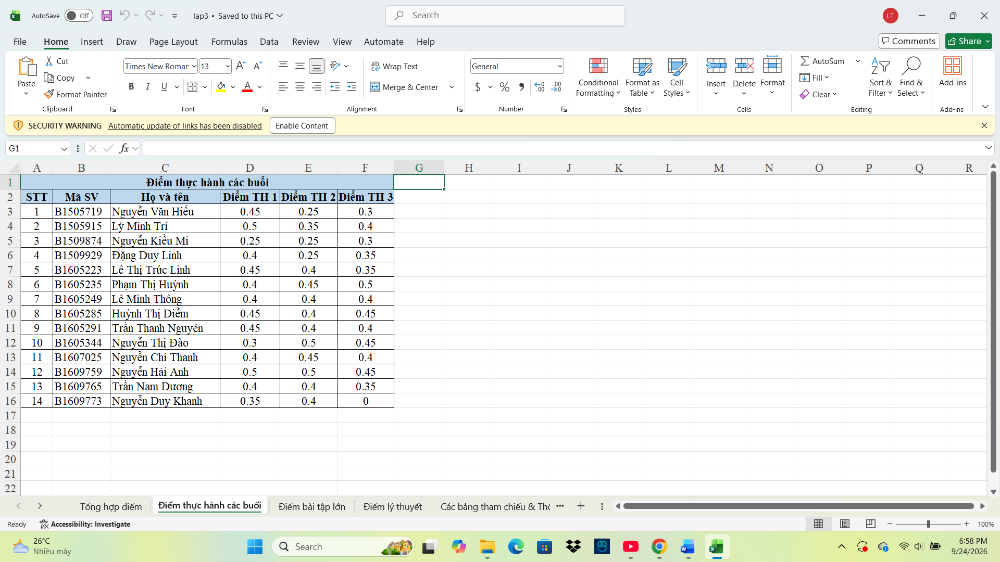 AutoSave Off lap3 • Saved to this PC Search LT
File Home Insert Draw Page Layout Formulas Data Review View Automate Help Comments Share
Paste Cut Copy Format Painter Clipboard
Times New Roman 13 B I U A Font
Wrap Text Merge & Center Alignment
General $ % Number
Conditional Formatting Format as Table Cell Styles Styles
Insert Delete Format Cells
AutoSum Fill Clear Sort & Filter Find & Select Editing
Add-ins Add-ins
SECURITY WARNING Automatic update of links has been disabled Enable Content
G1 fx
A B C D E F G H I J K L M N O P Q R
1 Điểm thực hành các buổi
2 STT Mã SV Họ và tên Điểm TH 1 Điểm TH 2 Điểm TH 3
3 1 B1505719 Nguyễn Văn Hiếu 0.45 0.25 0.3
4 2 B1505915 Lý Minh Trí 0.5 0.35 0.4
5 3 B1509874 Nguyễn Kiều Mi 0.25 0.25 0.3
6 4 B1509929 Đặng Duy Linh 0.4 0.25 0.35
7 5 B1605223 Lê Thị Trúc Linh 0.45 0.4 0.35
8 6 B1605235 Phạm Thị Huỳnh 0.4 0.45 0.5
9 7 B1605249 Lê Minh Thông 0.4 0.4 0.4
10 8 B1605285 Huỳnh Thị Diễm 0.45 0.4 0.45
11 9 B1605291 Trần Thanh Nguyên 0.45 0.4 0.4
12 10 B1605344 Nguyễn Thị Đào 0.3 0.5 0.45
13 11 B1607025 Nguyễn Chí Thanh 0.4 0.45 0.4
14 12 B1609759 Nguyễn Hải Anh 0.5 0.5 0.45
15 13 B1609765 Trần Nam Dương 0.4 0.4 0.35
16 14 B1609773 Nguyễn Duy Khanh 0.35 0.4 0
17
18
19
20
21
22
Tổng hợp điểm Điểm thực hành các buổi Điểm bài tập lớn Điểm lý thuyết Các bảng tham chiếu & Thố ...
Ready Accessibility: Investigate 100%
26°C
Nhiều mây
Search
6:58 PM
9/24/2026